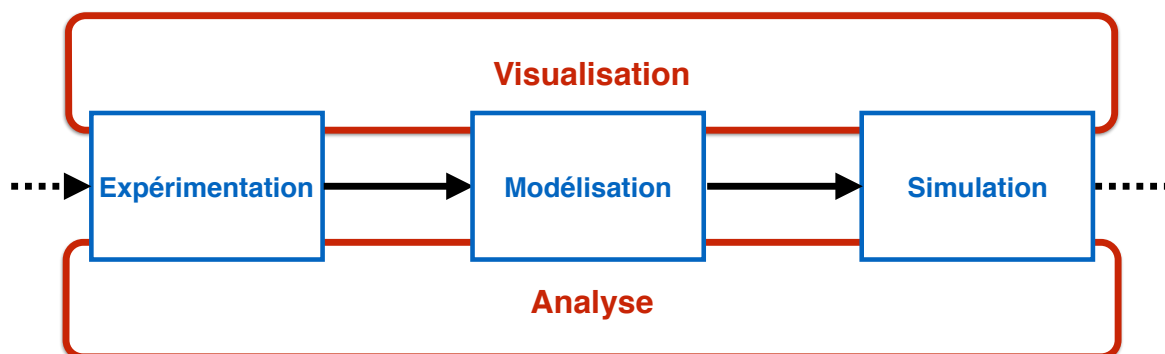 Visualisation
Expérimentation
Modélisation
Simulation
Analyse